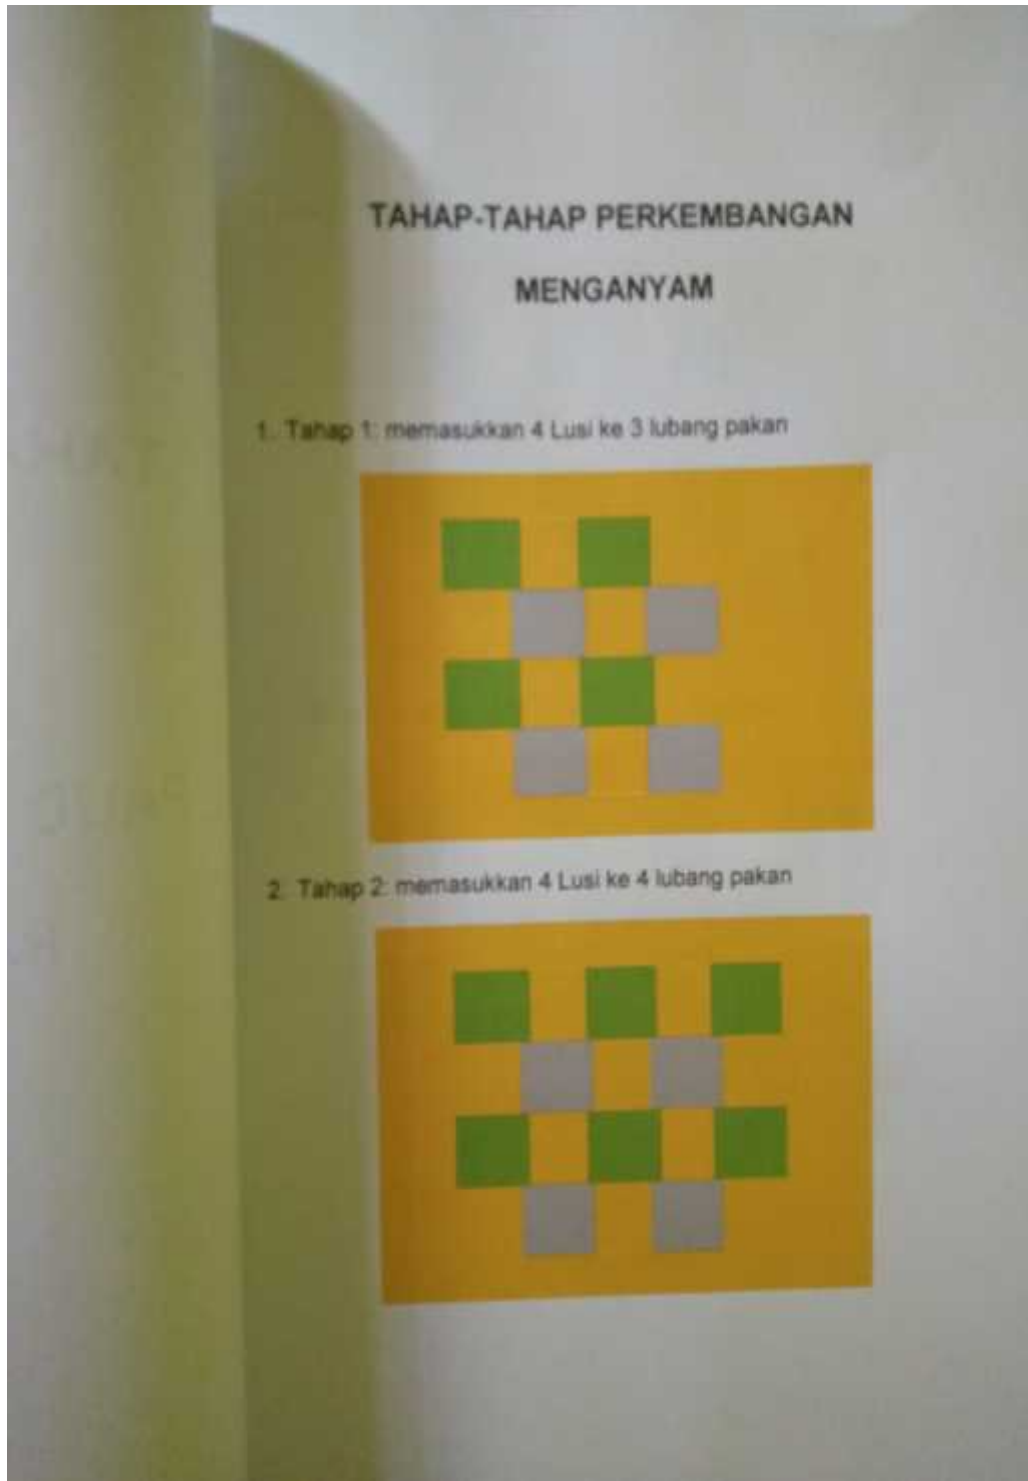 TAHAP-TAHAP PERKEMBANGAN
MENGANYAM
1. Tahap 1: memasukkan 4 Lusi ke 3 lubang pakan
2. Tahap 2: memasukkan 4 Lusi ke 4 lubang pakan